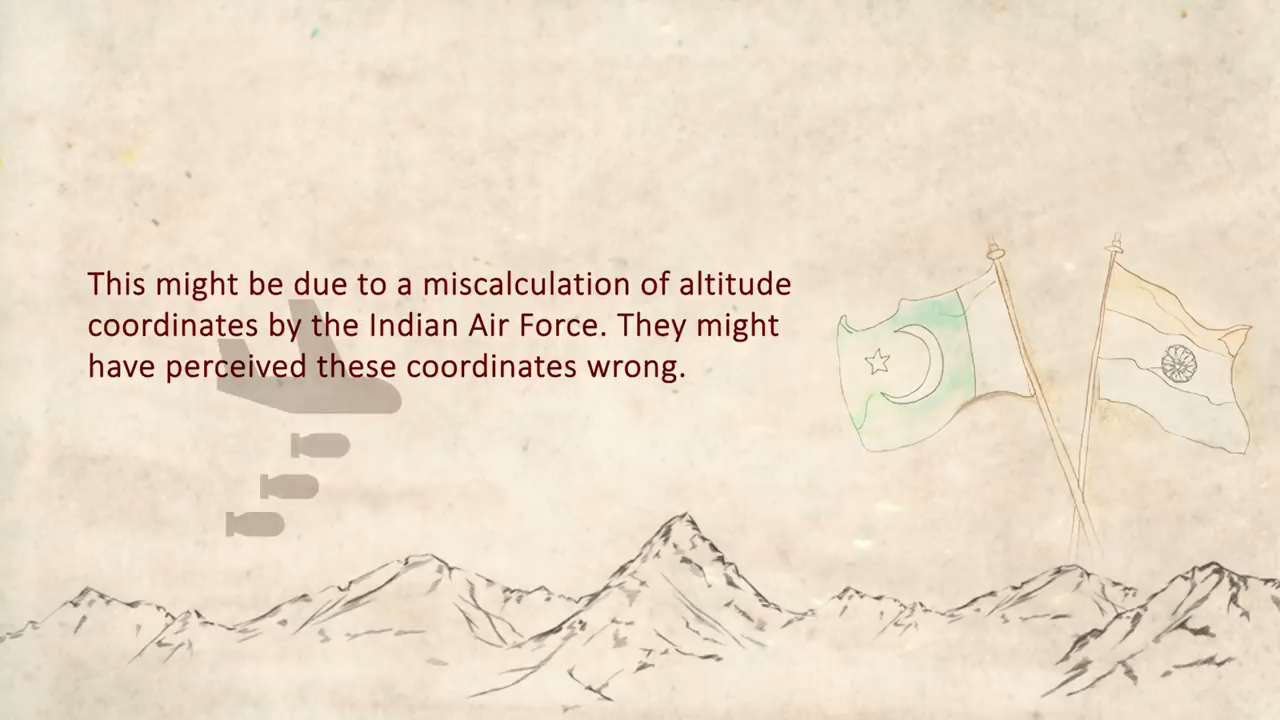 This might be due to a miscalculation of altitude
coordinates by the Indian Air Force. They might
have perceived these coordinates wrong.